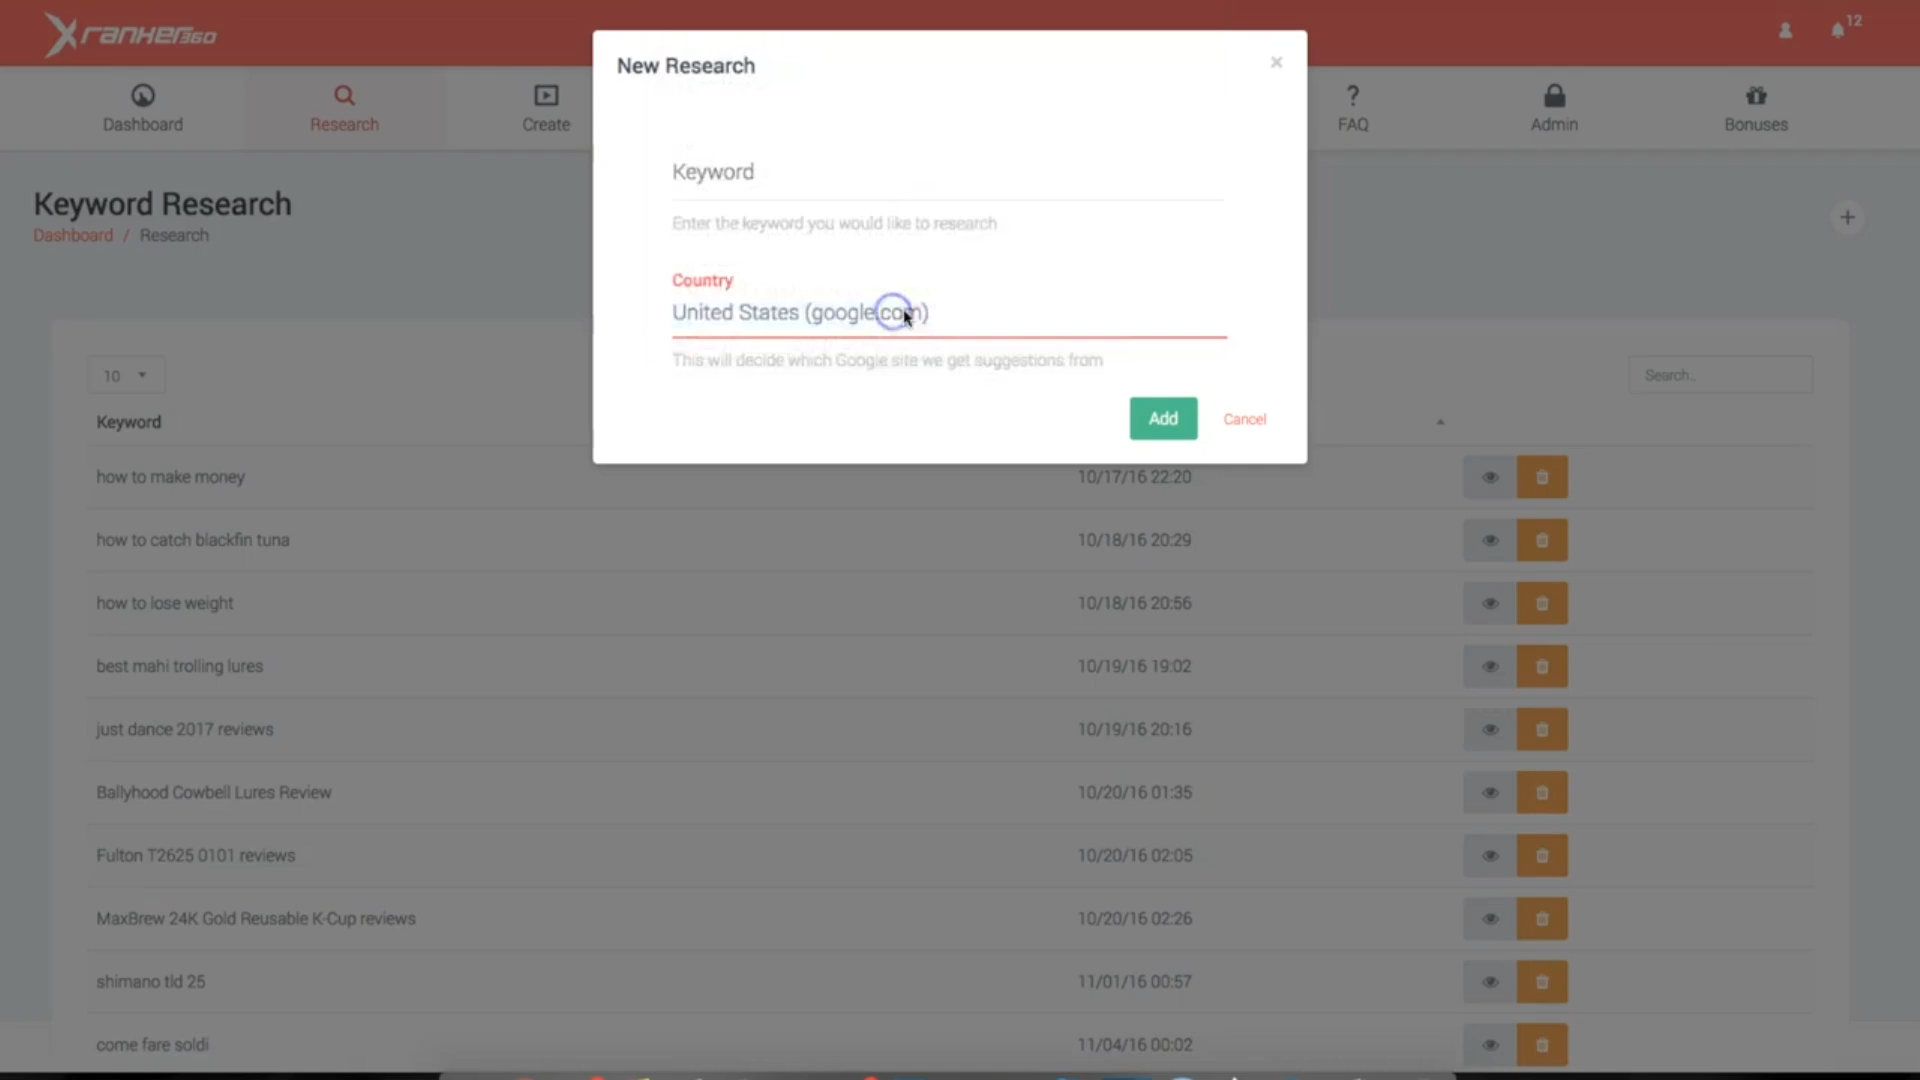 Xranker360
12
New Research
×
Dashboard
Research
Create
FAQ
Admin
Bonuses
Keyword
Enter the keyword you would like to research
Keyword Research
Dashboard / Research
Country
United States (google.com)
This will decide which Google site we get suggestions from
10
Search..
Add
Cancel
Keyword
how to make money 10/17/16 22:20
how to catch blackfin tuna 10/18/16 20:29
how to lose weight 10/18/16 20:56
best mahi trolling lures 10/19/16 19:02
just dance 2017 reviews 10/19/16 20:16
Ballyhood Cowbell Lures Review 10/20/16 01:35
Fulton T2625 0101 reviews 10/20/16 02:05
MaxBrew 24K Gold Reusable K-Cup reviews 10/20/16 02:26
shimano tld 25 11/01/16 00:57
come fare soldi 11/04/16 00:02